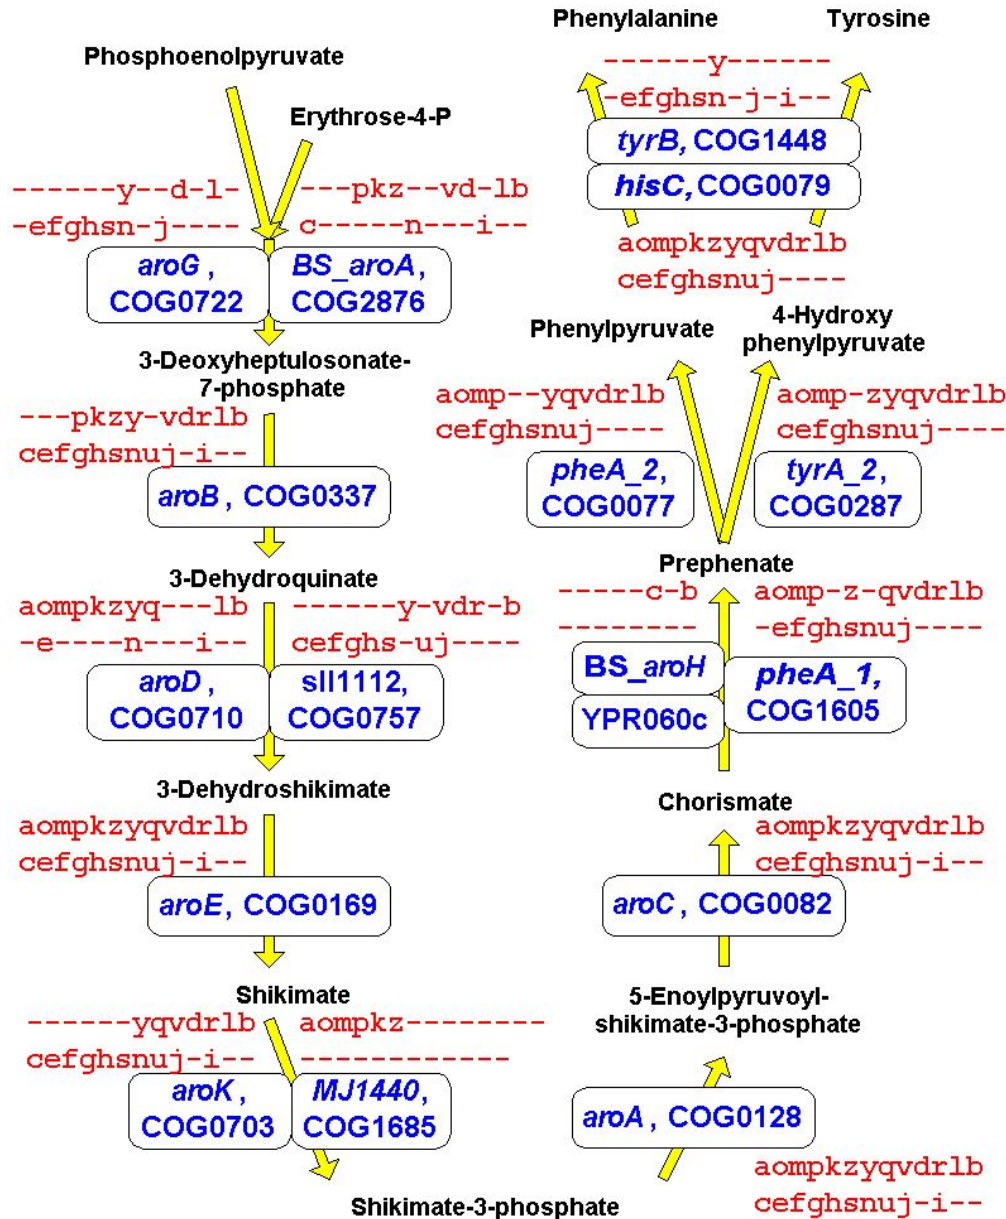 Phosphoenolpyruvate
Erythrose-4-P
------y--d-l-
-efghsn-j----
---pkz--vd-lb
c-----n---i--
aroG ,
COG0722
BS_aroA,
COG2876
3-Deoxyheptulosonate-
7-phosphate
---pkzy-vdrlb
cefghsnuj-i--
aroB , COG0337
3-Dehydroquinate
aompkzyq---lb
-e----n---i--
------y-vdr-b
cefghs-uj----
aroD ,
COG0710
sll1112,
COG0757
3-Dehydroshikimate
aompkzyqvdrlb
cefghsnuj-i--
aroE, COG0169
Shikimate
------yqvdrlb
cefghsnuj-i--
aompkz--------
------------
aroK ,
COG0703
MJ1440,
COG1685
Shikimate-3-phosphate
aroA , COG0128
aompkzyqvdrlb
cefghsnuj-i--
5-Enoylpyruvoyl-
shikimate-3-phosphate
aroC, COG0082
aompkzyqvdrlb
cefghsnuj-i--
Chorismate
BS_aroH
YPR060c
pheA_1,
COG1605
-----c-b
--------
aomp-z-qvdrlb
-efghsnuj----
Prephenate
pheA_2,
COG0077
tyrA_2,
COG0287
aomp--yqvdrlb
cefghsnuj----
aomp-zyqvdrlb
cefghsnuj----
Phenylpyruvate
4-Hydroxy
phenylpyruvate
aompkzyqvdrlb
cefghsnuj----
tyrB, COG1448
hisC, COG0079
------y------
-efghsn-j-i--
Phenylalanine
Tyrosine